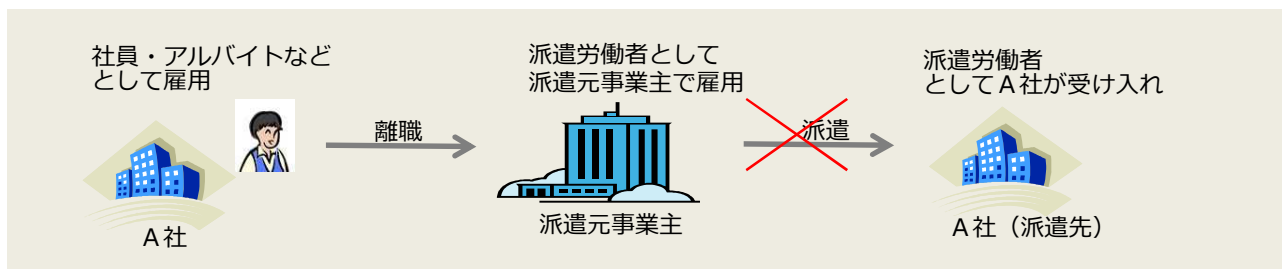 社員・アルバイトなど
として雇用
A社
離職
派遣労働者として
派遣元事業主で雇用
派遣元事業主
派遣
派遣労働者
としてA社が受け入れ
A社（派遣先）